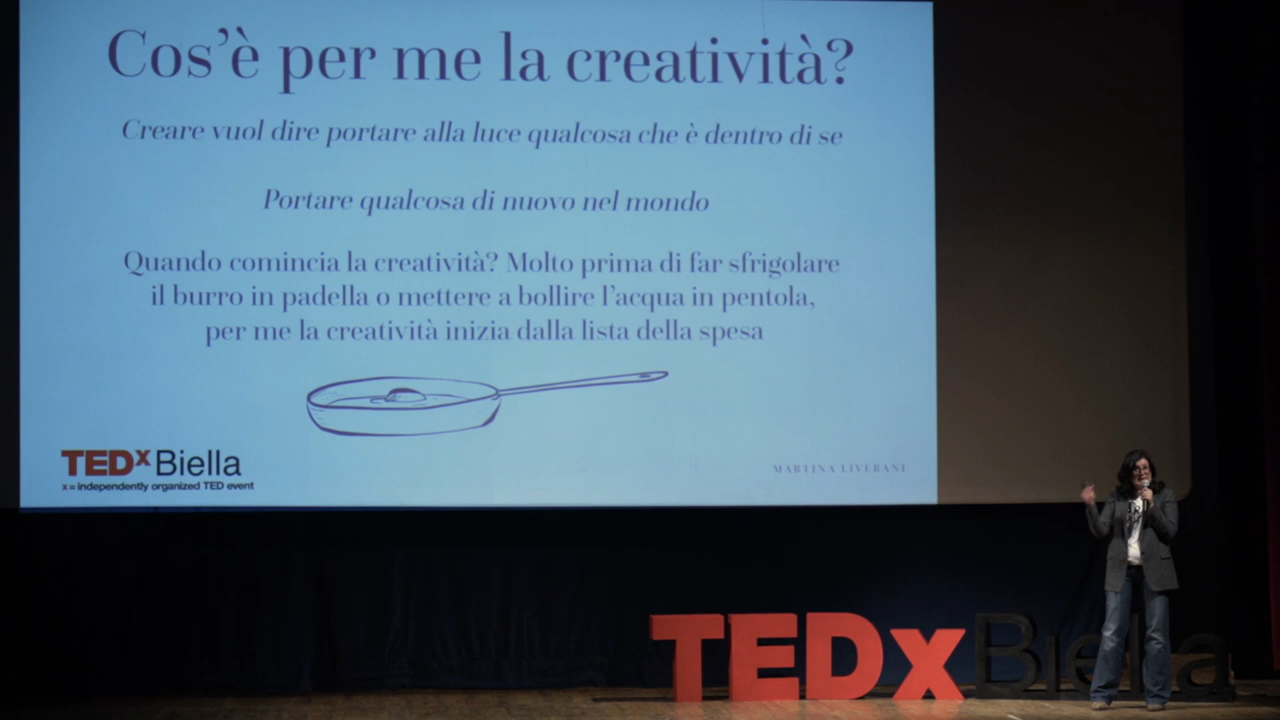 Cos'è per me la creatività?
Creare vuol dire portare alla luce qualcosa che è dentro di se
Portare qualcosa di nuovo nel mondo
Quando comincia la creatività? Molto prima di far sfrigolare
il burro in padella o mettere a bollire l'acqua in pentola,
per me la creatività inizia dalla lista della spesa
TEDx Biella
x = independently organized TED event
MARTINA LIVERANI
TEDx Biella